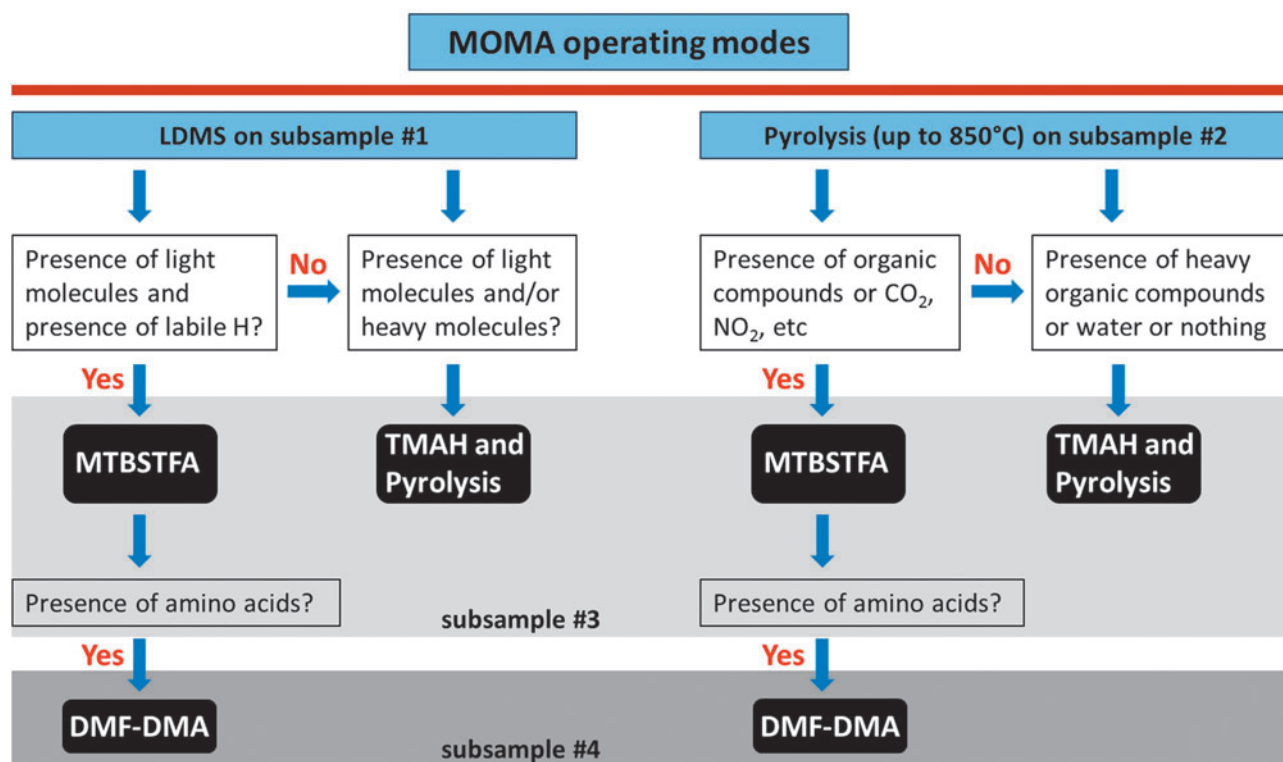 MOMA operating modes
LDMS on subsample #1
Pyrolysis (up to 850°C) on subsample #2
Presence of light
molecules and
presence of labile H?
No
Presence of light
molecules and/or
heavy molecules?
Presence of organic
compounds or CO₂,
NO₂, etc
No
Presence of heavy
organic compounds
or water or nothing
Yes
Yes
MTBSTFA
TMAH and
Pyrolysis
MTBSTFA
TMAH and
Pyrolysis
Presence of amino acids?
Presence of amino acids?
subsample #3
Yes
Yes
DMF-DMA
DMF-DMA
subsample #4